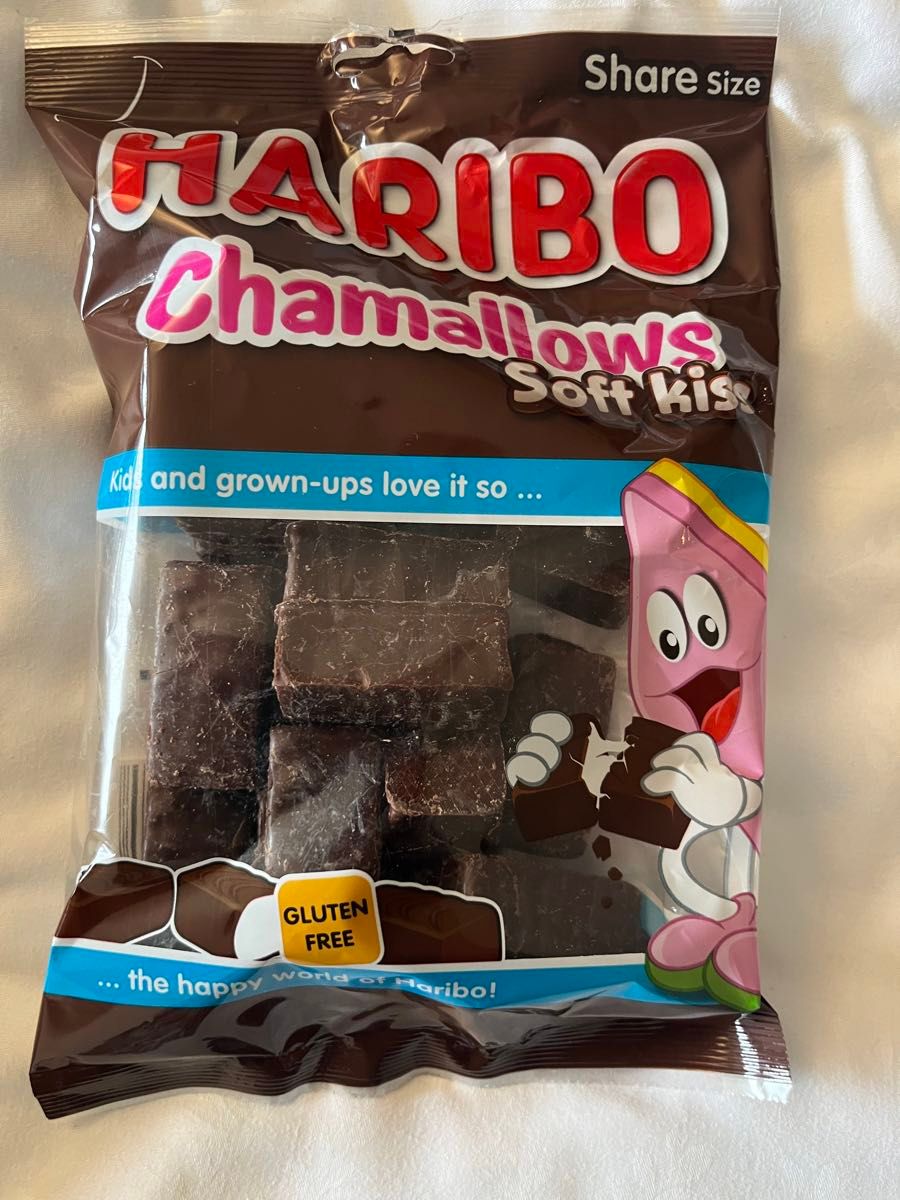 Share Size
HARIBO
Chamallows
Soft kiss
Kids and grown-ups love it so ...
GLUTEN
FREE
... the happy world of Haribo!